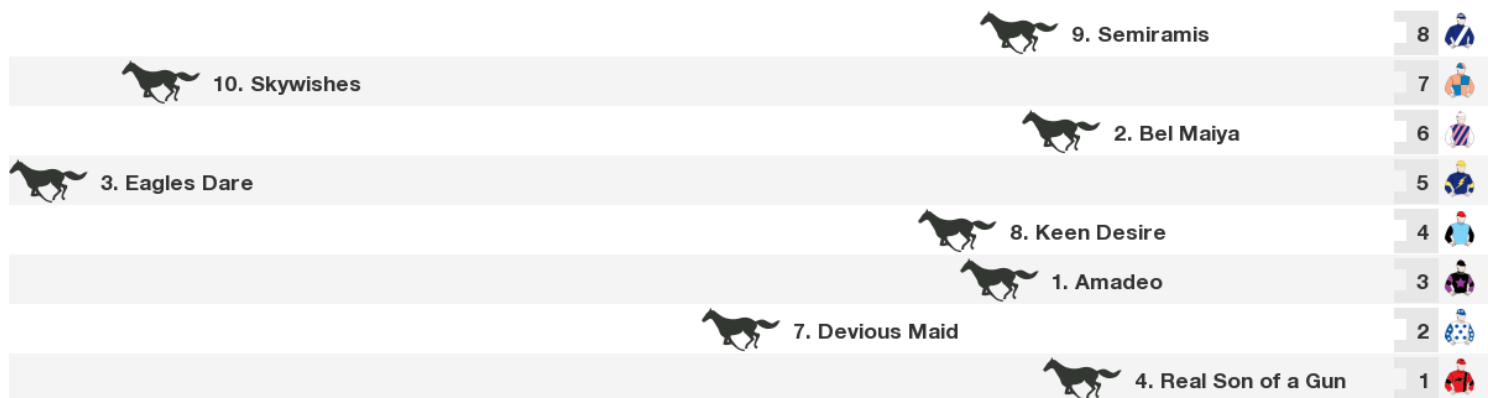 9. Semiramis 8
10. Skywishes 7
2. Bel Maiya 6
3. Eagles Dare 5
8. Keen Desire 4
1. Amadeo 3
7. Devious Maid 2
4. Real Son of a Gun 1